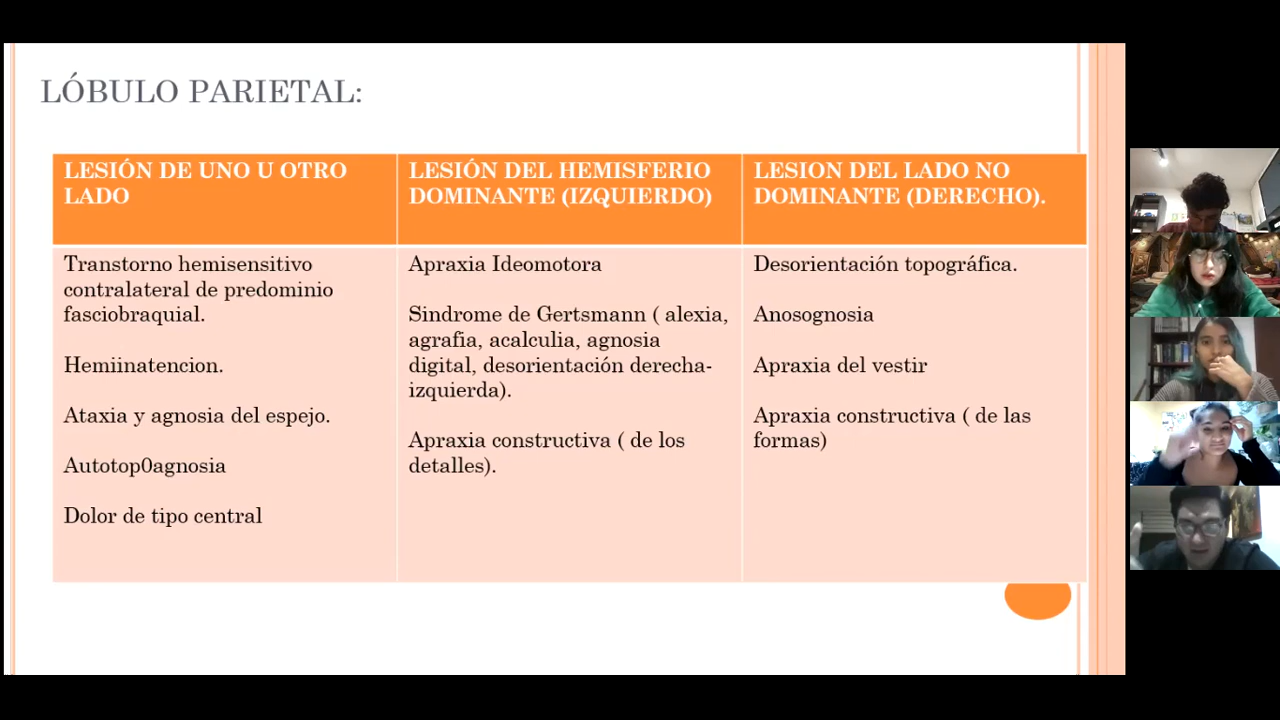 LÓBULO PARIETAL:
LESIÓN DE UNO U OTRO
LADO
LESIÓN DEL HEMISFERIO
DOMINANTE (IZQUIERDO)
LESION DEL LADO NO
DOMINANTE (DERECHO).
Transtorno hemisensitivo
contralateral de predominio
fasciobraquial.
Hemiinatencion.
Ataxia y agnosia del espejo.
Autotop0agnosia
Dolor de tipo central
Apraxia Ideomotora
Sindrome de Gertsmann ( alexia,
agrafia, acalculia, agnosia
digital, desorientación derecha-
izquierda).
Apraxia constructiva ( de los
detalles).
Desorientación topográfica.
Anosognosia
Apraxia del vestir
Apraxia constructiva ( de las
formas)